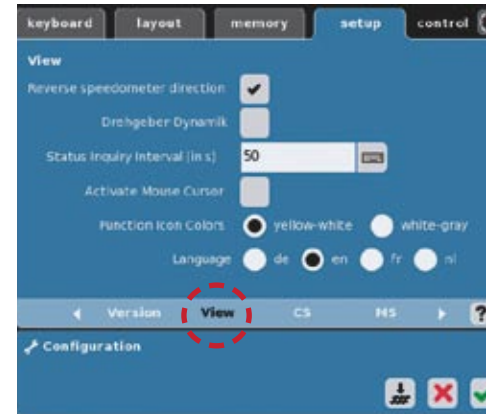 keyboard layout memory setup control
View
Reverse speedometer direction
Drehgeber Dynamik
Status Inquiry Interval (in s) 50
Activate Mouse Cursor
Function Icon Colors yellow-white white-gray
Language de en fr nl
Version View CS MS ?
Configuration